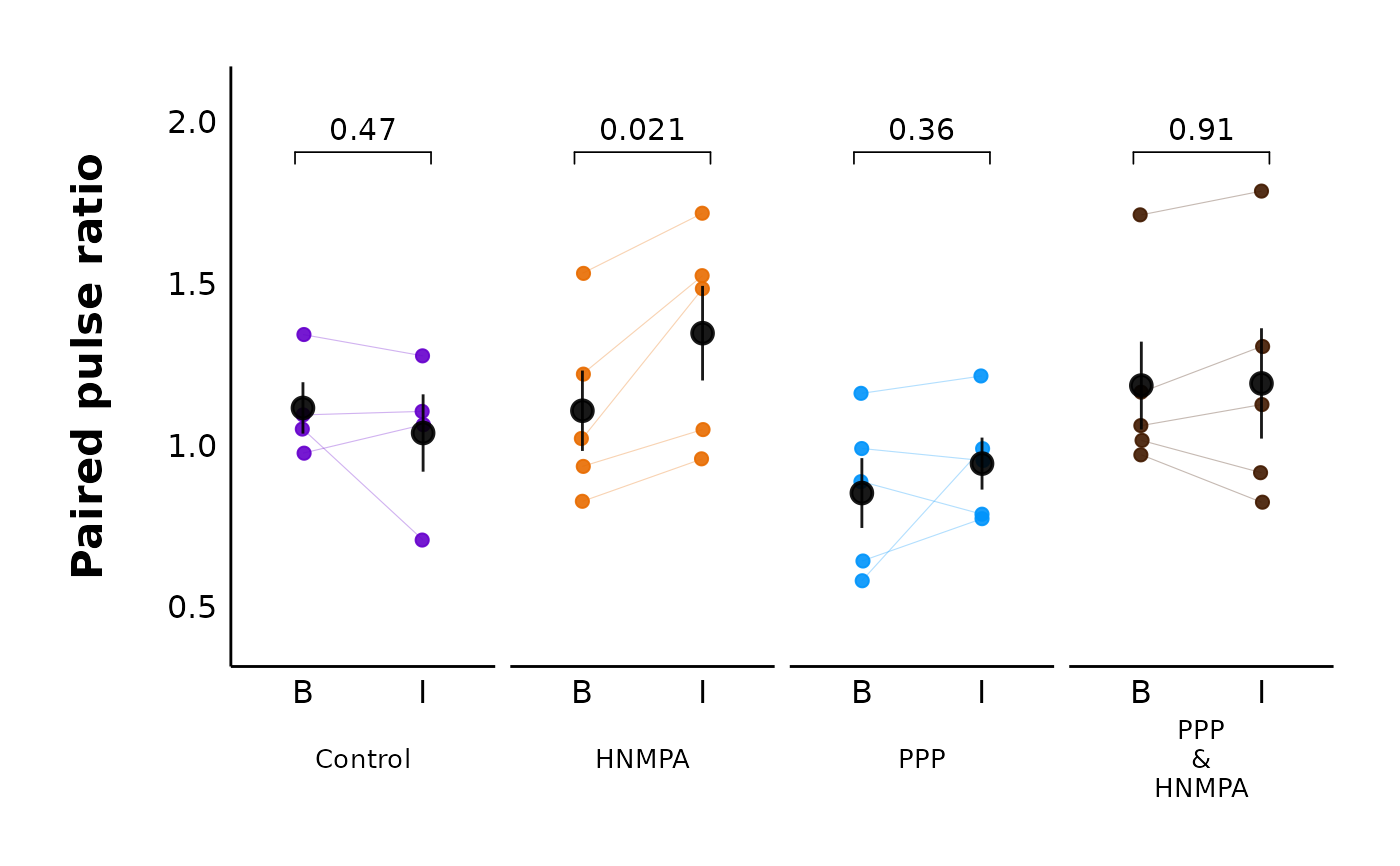 Paired pulse ratio
2.0
1.5
1.0
0.5
0.47
0.021
0.36
0.91
B I
B I
B I
B I
Control
HNMPA
PPP
PPP
&
HNMPA